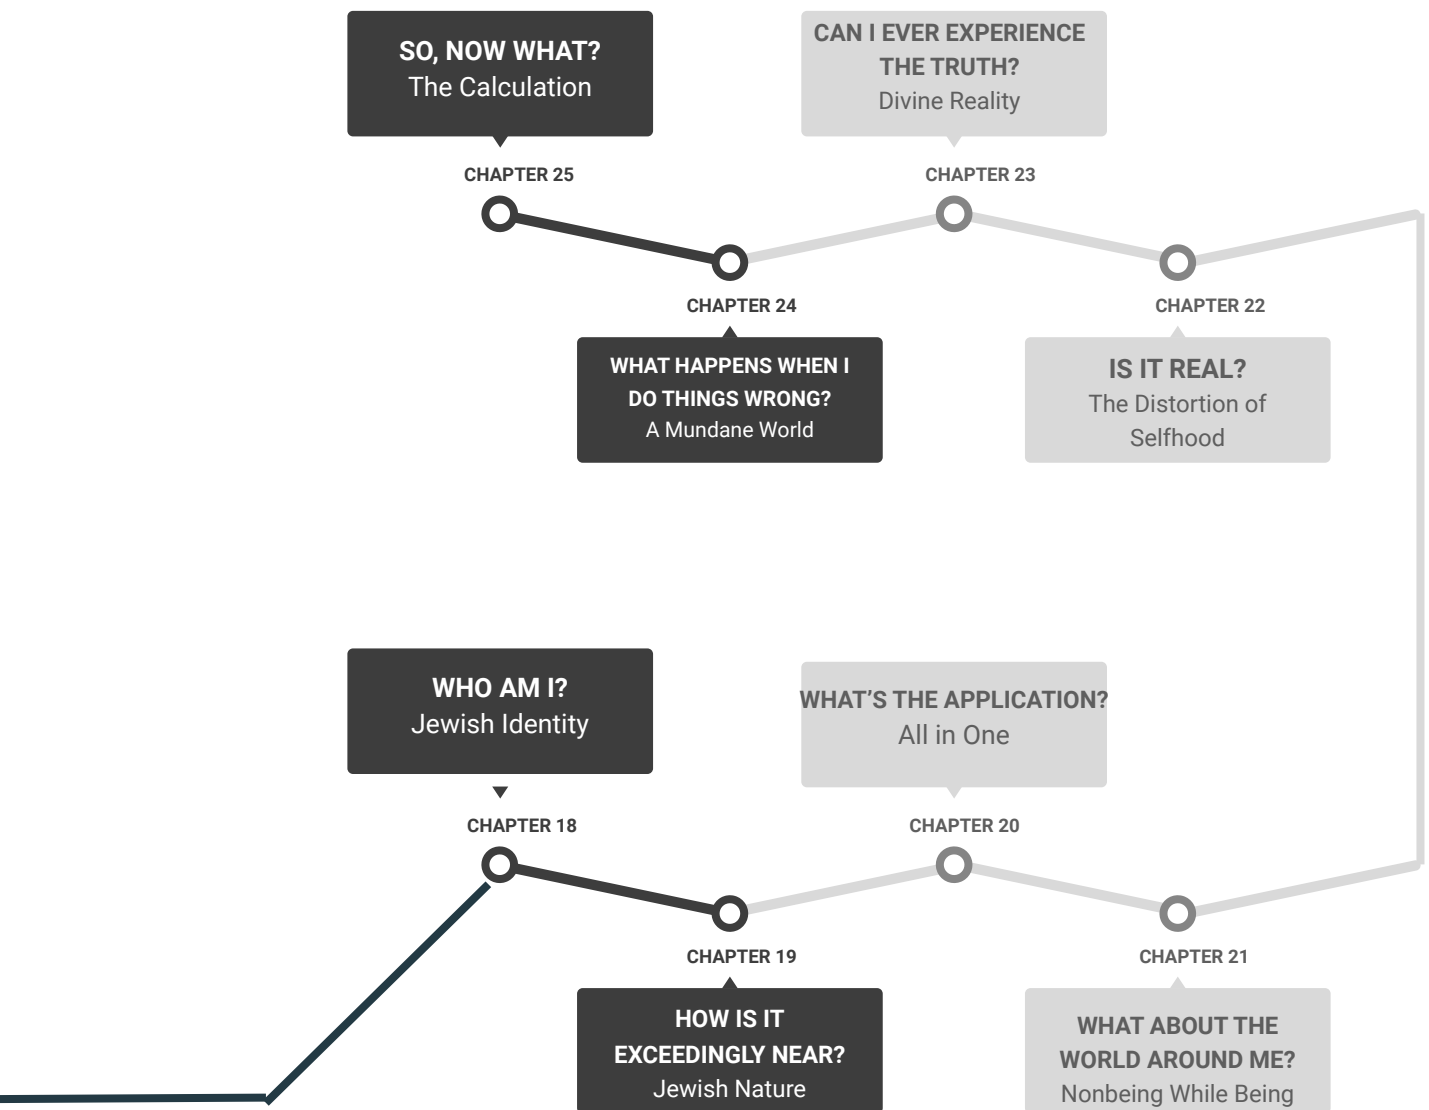 SO, NOW WHAT?
The Calculation
CHAPTER 25
CAN I EVER EXPERIENCE
THE TRUTH?
Divine Reality
CHAPTER 23
CHAPTER 24
WHAT HAPPENS WHEN I
DO THINGS WRONG?
A Mundane World
CHAPTER 22
IS IT REAL?
The Distortion of
Selfhood
WHO AM I?
Jewish Identity
CHAPTER 18
WHAT’S THE APPLICATION?
All in One
CHAPTER 20
CHAPTER 19
HOW IS IT
EXCEEDINGLY NEAR?
Jewish Nature
CHAPTER 21
WHAT ABOUT THE
WORLD AROUND ME?
Nonbeing While Being